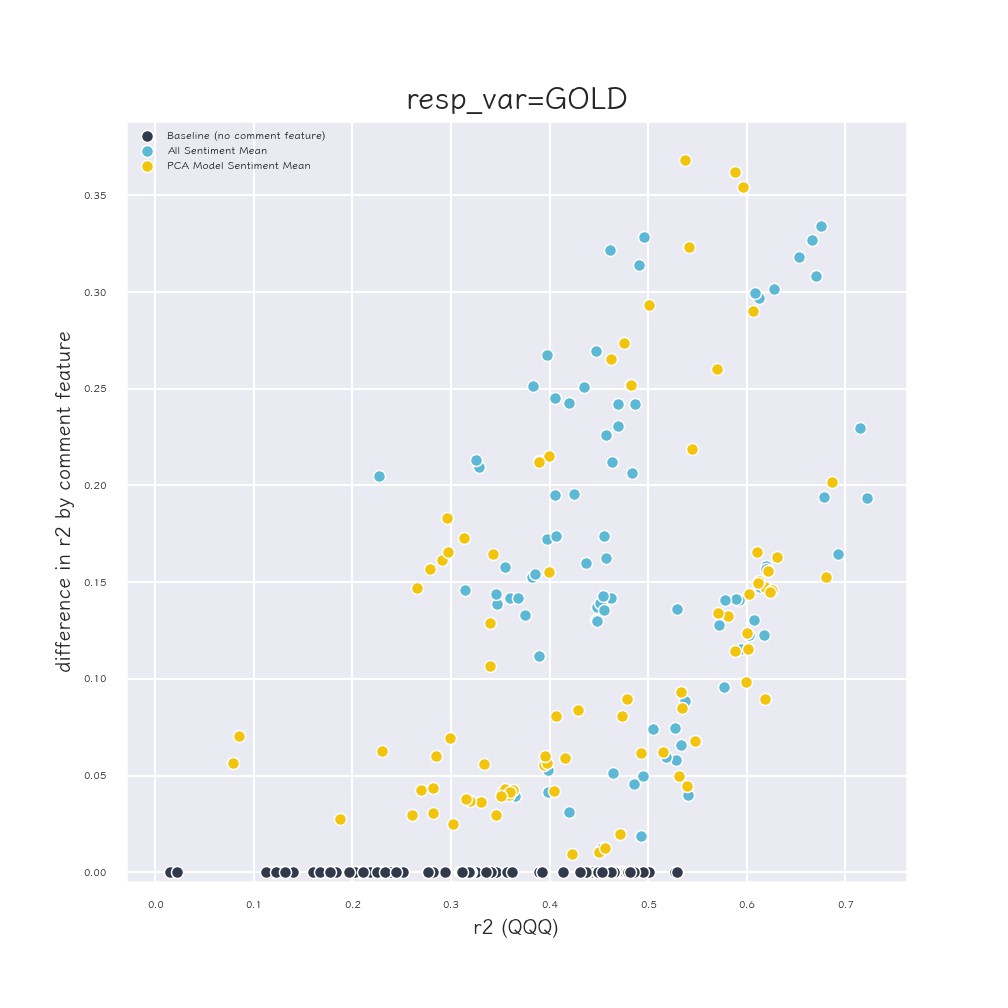 resp_var=GOLD
Baseline (no comment feature)
All Sentiment Mean
PCA Model Sentiment Mean
difference in r2 by comment feature
0.35
0.30
0.25
0.20
0.15
0.10
0.05
0.00
0.0 0.1 0.2 0.3 0.4 0.5 0.6 0.7
r2 (QQQ)